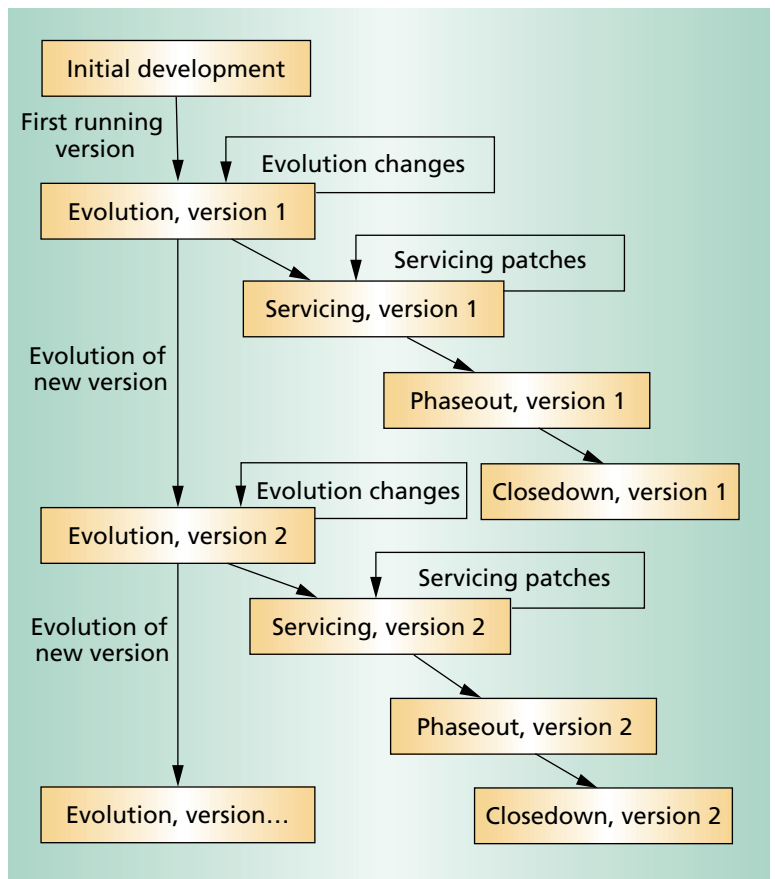 Initial development
First running
version
Evolution changes
Evolution, version 1
Servicing patches
Servicing, version 1
Evolution of
new version
Phaseout, version 1
Closedown, version 1
Evolution changes
Evolution, version 2
Servicing patches
Servicing, version 2
Evolution of
new version
Phaseout, version 2
Evolution, version…
Closedown, version 2